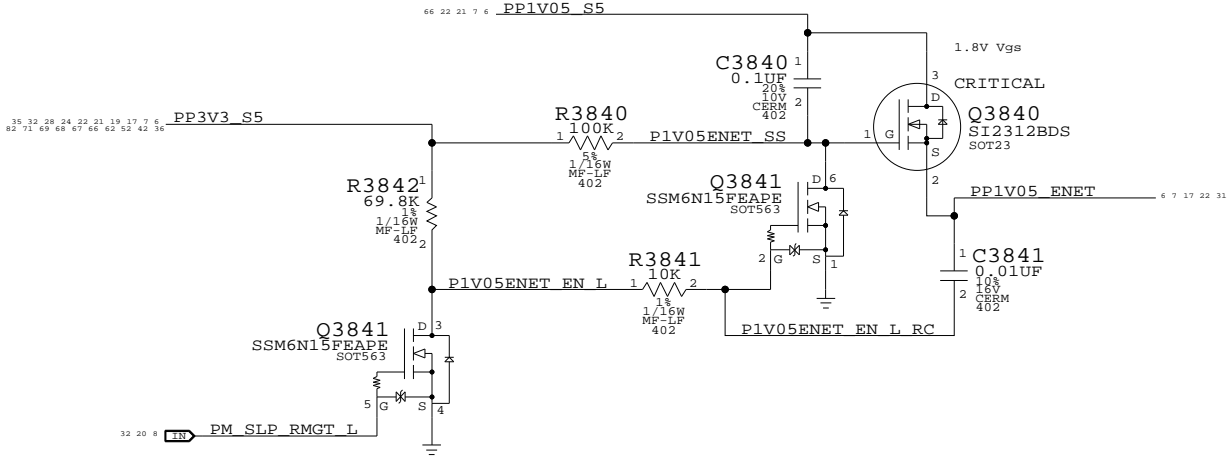 66 22 21 7 6 PP1V05_S5
1.8V Vgs
C3840
0.1UF
20%
10V
CERM
402
1
2
3
CRITICAL
D
Q3840
SI2312BDS
SOT23
1
G
S
2
35 32 28 24 22 21 19 17 7 6
82 71 69 68 67 66 62 52 42 36
PP3V3_S5
R3840
100K
1 2
5%
1/16W
MF-LF
402
P1V05ENET_SS
R3842
69.8K
1%
1/16W
MF-LF
402
1
2
Q3841
SSM6N15FEAPE
SOT563
D 6
2 G S 1
PP1V05_ENET 6 7 17 22 31
P1V05ENET_EN_L
R3841
10K
1 2
1%
1/16W
MF-LF
402
1
C3841
0.01UF
10%
16V
CERM
402
2
P1V05ENET_EN_L_RC
Q3841
SSM6N15FEAPE
SOT563
D 3
5 G S 4
32 20 8 IN PM_SLP_RMGT_L